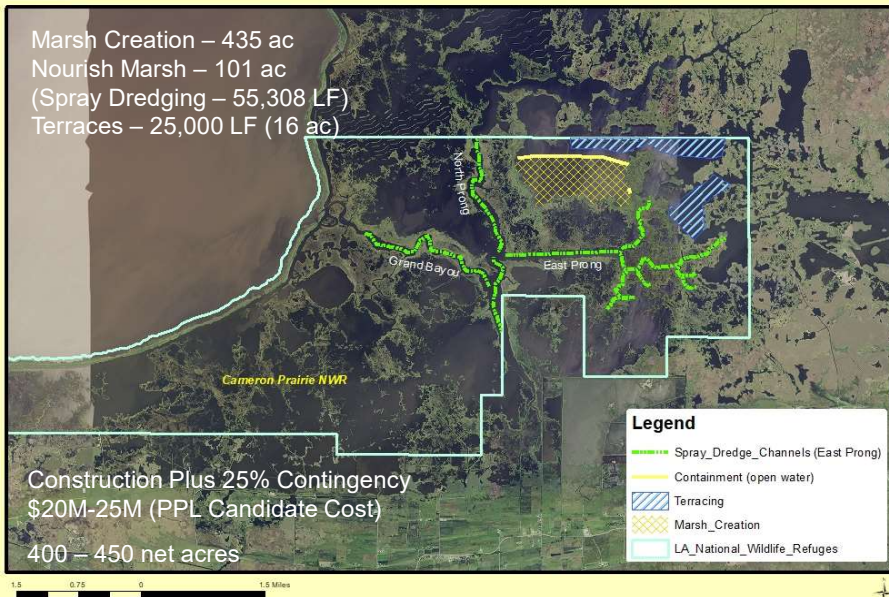 Marsh Creation – 435 ac
Nourish Marsh – 101 ac
(Spray Dredging – 55,308 LF)
Terraces – 25,000 LF (16 ac)
North Prong
Grand Bayou
East Prong
Cameron Prairie NWR
Construction Plus 25% Contingency
$20M-25M (PPL Candidate Cost)
400 – 450 net acres
Legend
Spray_Dredge_Channels (East Prong)
Containment (open water)
Terracing
Marsh_Creation
LA_National_Wildlife_Refuges
1.5 0.75 0 1.5 Miles